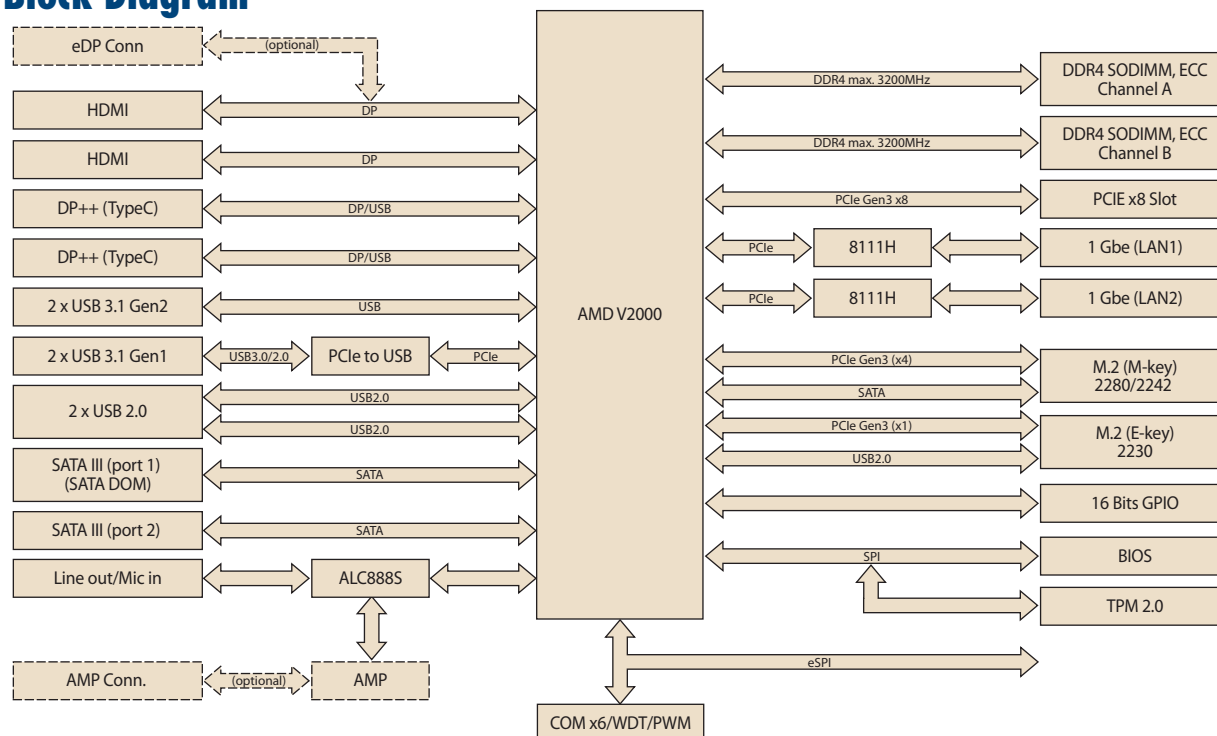 Block Diagram
eDP Conn
(optional)
HDMI
DP
HDMI
DP
DP++ (TypeC)
DP/USB
DP++ (TypeC)
DP/USB
2 x USB 3.1 Gen2
USB
2 x USB 3.1 Gen1
USB3.0/2.0
PCIe to USB
PCIe
2 x USB 2.0
USB2.0
USB2.0
SATA III (port 1)
(SATA DOM)
SATA
SATA III (port 2)
SATA
Line out/Mic in
ALC888S
AMP Conn.
(optional)
AMP
AMD V2000
COM x6/WDT/PWM
DDR4 max. 3200MHz
DDR4 SODIMM, ECC
Channel A
DDR4 max. 3200MHz
DDR4 SODIMM, ECC
Channel B
PCIe Gen3 x8
PCIE x8 Slot
PCIe
8111H
1 Gbe (LAN1)
PCIe
8111H
1 Gbe (LAN2)
PCIe Gen3 (x4)
SATA
M.2 (M-key)
2280/2242
PCIe Gen3 (x1)
USB2.0
M.2 (E-key)
2230
16 Bits GPIO
SPI
BIOS
TPM 2.0
eSPI